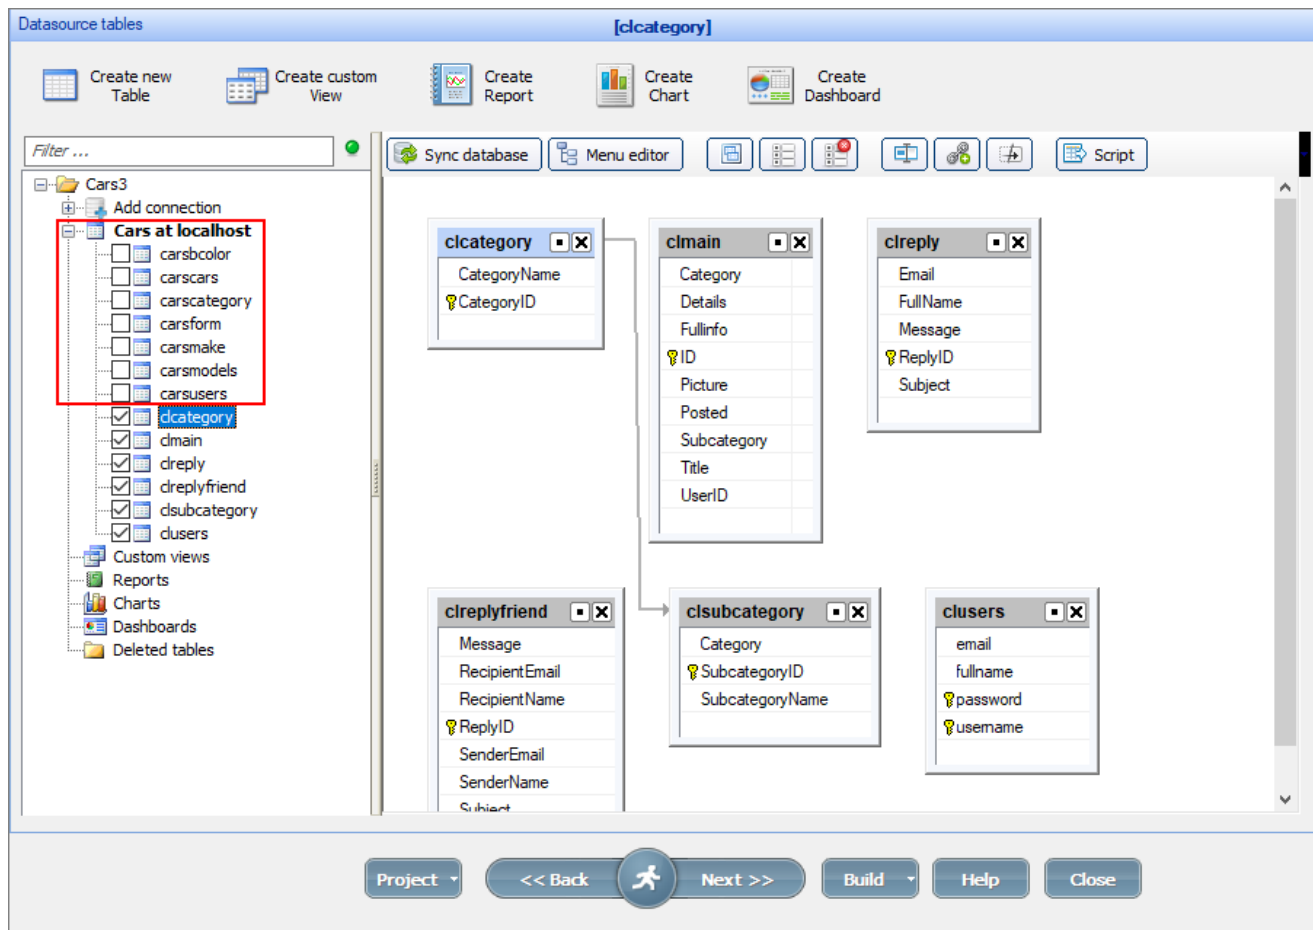 Datasource tables
[clcategory]
Create new
Table
Create custom
View
Create
Report
Create
Chart
Create
Dashboard
Filter ...
Sync database
Menu editor
Script
Cars3
Add connection
Cars at localhost
carsbcolor
carscars
carscategory
carsform
carsmake
carsmodels
carsusers
clcategory
clmain
clreply
clreplyfriend
clsubcategory
clusers
Custom views
Reports
Charts
Dashboards
Deleted tables
clcategory
CategoryName
CategoryID
clmain
Category
Details
Fullinfo
ID
Picture
Posted
Subcategory
Title
UserID
clreply
Email
FullName
Message
ReplyID
Subject
clreplyfriend
Message
RecipientEmail
RecipientName
ReplyID
SenderEmail
SenderName
Subject
clsubcategory
Category
SubcategoryID
SubcategoryName
clusers
email
fullname
password
username
Project
<< Back
Next >>
Build
Help
Close